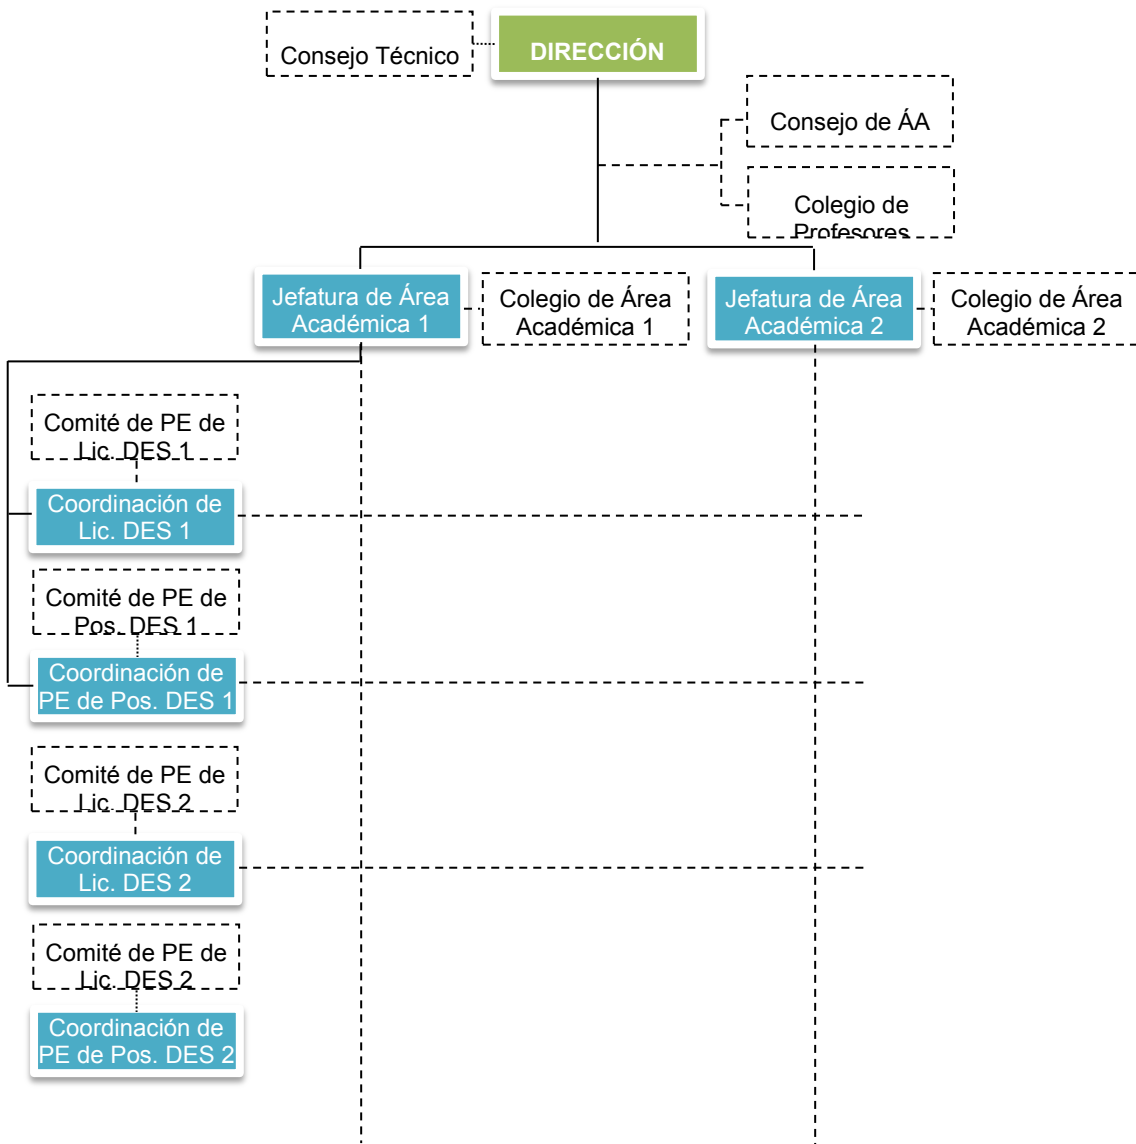 Consejo Técnico
DIRECCIÓN
Consejo de ÁA
Colegio de
Profesores
Jefatura de Área
Académica 1
Colegio de Área
Académica 1
Jefatura de Área
Académica 2
Colegio de Área
Académica 2
Comité de PE de
Lic. DES 1
Coordinación de
Lic. DES 1
Comité de PE de
Pos. DES 1
Coordinación de
PE de Pos. DES 1
Comité de PE de
Lic. DES 2
Coordinación de
Lic. DES 2
Comité de PE de
Lic. DES 2
Coordinación de
PE de Pos. DES 2